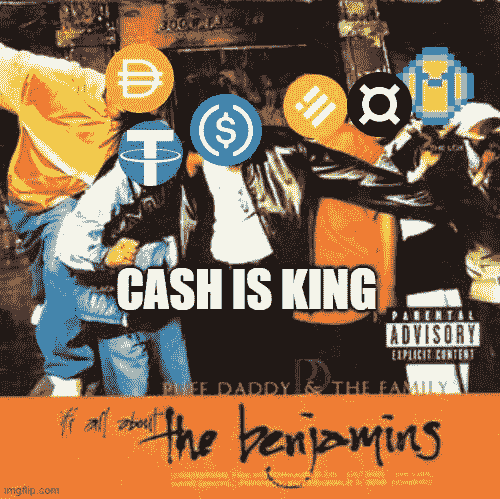 CASH IS KING
PARENTAL
ADVISORY
EXPLICIT CONTENT
PUFF DADDY & THE FAMILY
it's all about the benjamins
imgflip.com